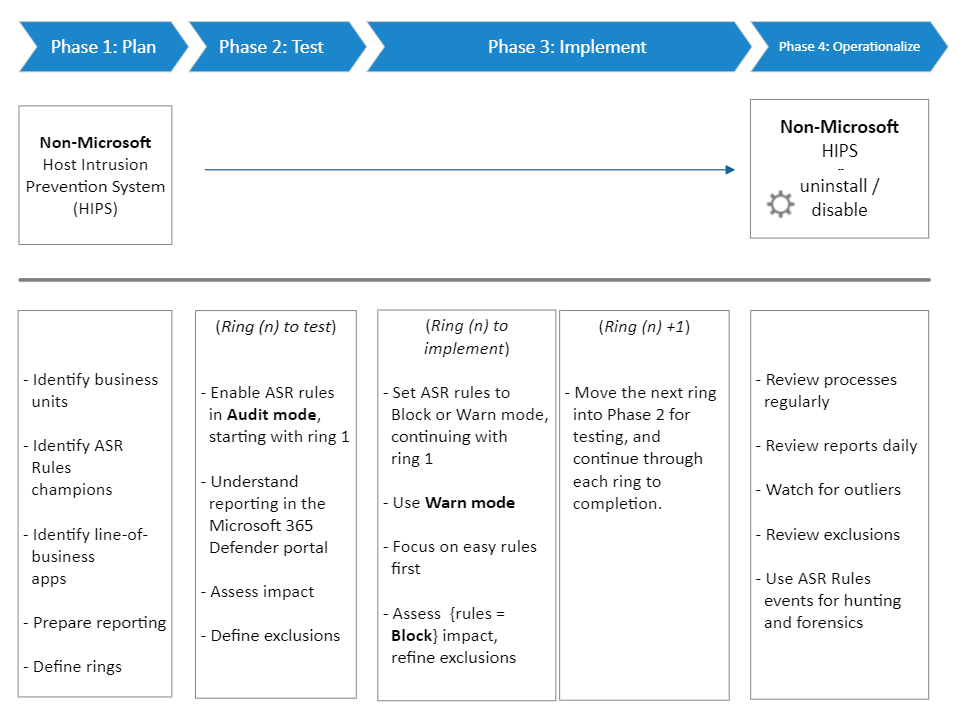 Phase 1: Plan
Phase 2: Test
Phase 3: Implement
Phase 4: Operationalize
Non-Microsoft
Host Intrusion
Prevention System
(HIPS)
Non-Microsoft
HIPS
--
uninstall /
disable
- Identify business
units
- Identify ASR
Rules
champions
- Identify line-of-
business
apps
- Prepare reporting
- Define rings
(Ring (n) to test)
- Enable ASR rules
in Audit mode,
starting with ring 1
- Understand
reporting in the
Microsoft 365
Defender portal
- Assess impact
- Define exclusions
(Ring (n) to
implement)
- Set ASR rules to
Block or Warn mode,
continuing with
ring 1
- Use Warn mode
- Focus on easy rules
first
- Assess {rules =
Block} impact,
refine exclusions
(Ring (n) +1)
- Move the next ring
into Phase 2 for
testing, and
continue through
each ring to
completion.
- Review processes
regularly
- Review reports daily
- Watch for outliers
- Review exclusions
- Use ASR Rules
events for hunting
and forensics